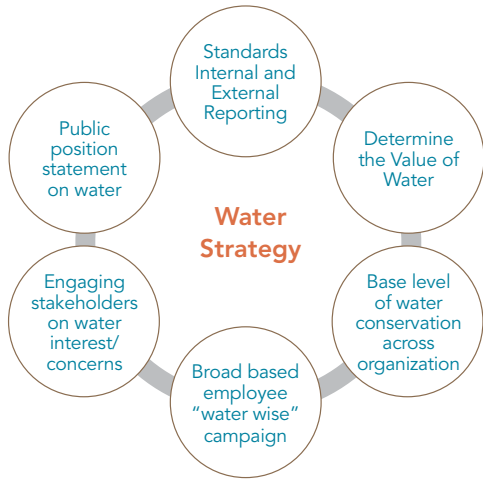 Standards
Internal and
External
Reporting
Determine
the Value of
Water
Base level
of water
conservation
across
organization
Broad based
employee
“water wise”
campaign
Engaging
stakeholders
on water
interest/
concerns
Public
position
statement
on water
Water
Strategy